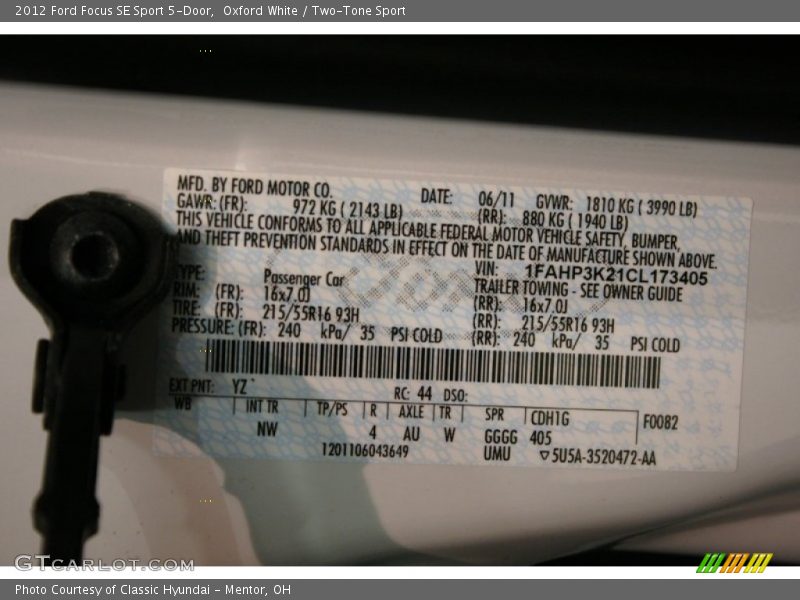 2012 Ford Focus SE Sport 5-Door,  Oxford White / Two-Tone Sport
MFD. BY FORD MOTOR CO. DATE: 06/11 GVWR: 1810 KG ( 3990 LB)
GAWR: (FR): 972 KG ( 2143 LB) (RR): 880 KG ( 1940 LB)
THIS VEHICLE CONFORMS TO ALL APPLICABLE FEDERAL MOTOR VEHICLE SAFETY, BUMPER,
AND THEFT PREVENTION STANDARDS IN EFFECT ON THE DATE OF MANUFACTURE SHOWN ABOVE.
VIN: 1FAHP3K21CL173405
TYPE: Passenger Car TRAILER TOWING - SEE OWNER GUIDE
RIM: (FR): 16x7.0J (RR): 16x7.0J
TIRE: (FR): 215/55R16 93H (RR): 215/55R16 93H
PRESSURE: (FR): 240 kPa/ 35 PSI COLD (RR): 240 kPa/ 35 PSI COLD
EXT PNT: YZ RC: 44 DSO:
WB INT TR TP/PS R AXLE TR SPR CDH1G F0082
NW 4 AU W GGGG 405
1201106043649 UMU ▽5U5A-3520472-AA
GTCARLOT.COM
Photo Courtesy of Classic Hyundai - Mentor, OH